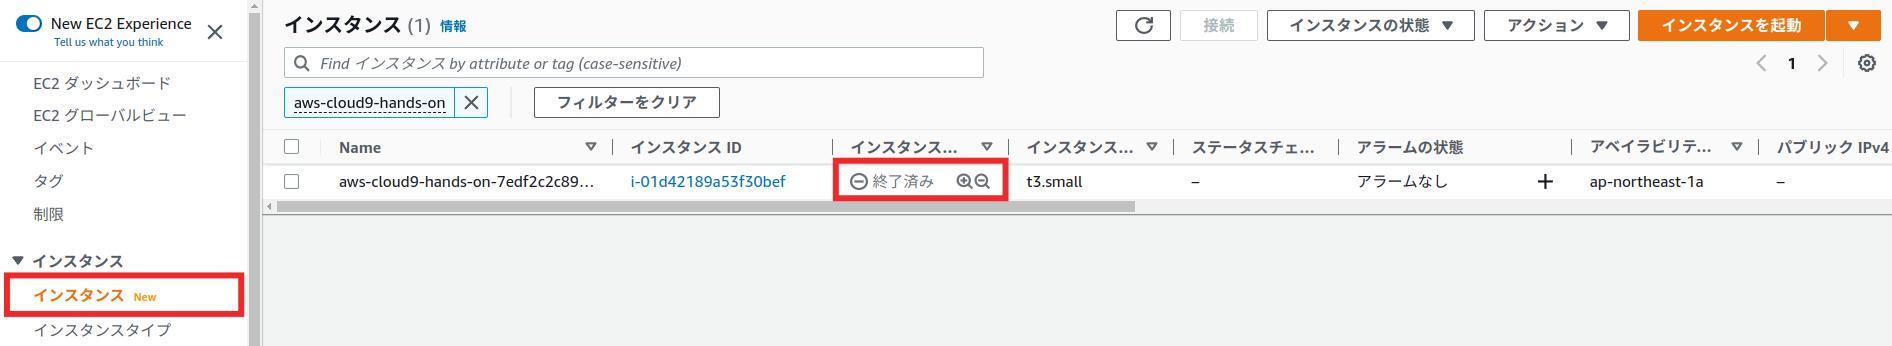 New EC2 Experience
Tell us what you think
EC2 ダッシュボード
EC2 グローバルビュー
イベント
タグ
制限
インスタンス
インスタンス New
インスタンスタイプ
インスタンス (1) 情報
接続
インスタンスの状態
アクション
インスタンスを起動
Find インスタンス by attribute or tag (case-sensitive)
1
aws-cloud9-hands-on
フィルターをクリア
Name インスタンス ID インスタンス... インスタンス... ステータスチェ... アラームの状態 アベイラビリテ... パブリック IPv4
aws-cloud9-hands-on-7edf2c2c89... i-01d42189a53f30bef 終了済み t3.small – アラームなし + ap-northeast-1a –